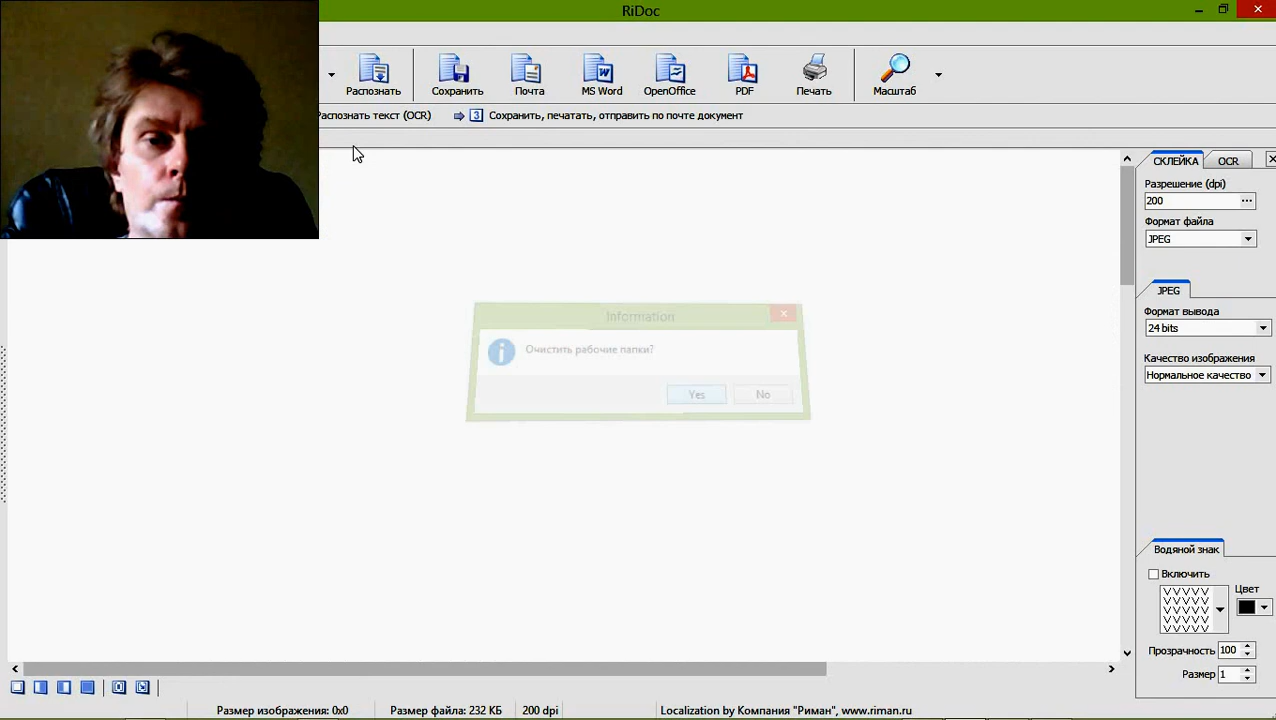 RiDoc
Распознать
Сохранить
Почта
MS Word
OpenOffice
PDF
Печать
Масштаб
Распознать текст (OCR)
3 Сохранить, печатать, отправить по почте документ
СКЛЕЙКА
OCR
Разрешение (dpi)
200
Формат файла
JPEG
JPEG
Формат вывода
24 bits
Качество изображения
Нормальное качество
Information
Очистить рабочие папки?
Yes
No
Водяной знак
Включить
Цвет
Прозрачность 100
Размер 1
Размер изображения: 0x0
Размер файла: 232 КБ
200 dpi
Localization by Компания "Риман", www.riman.ru